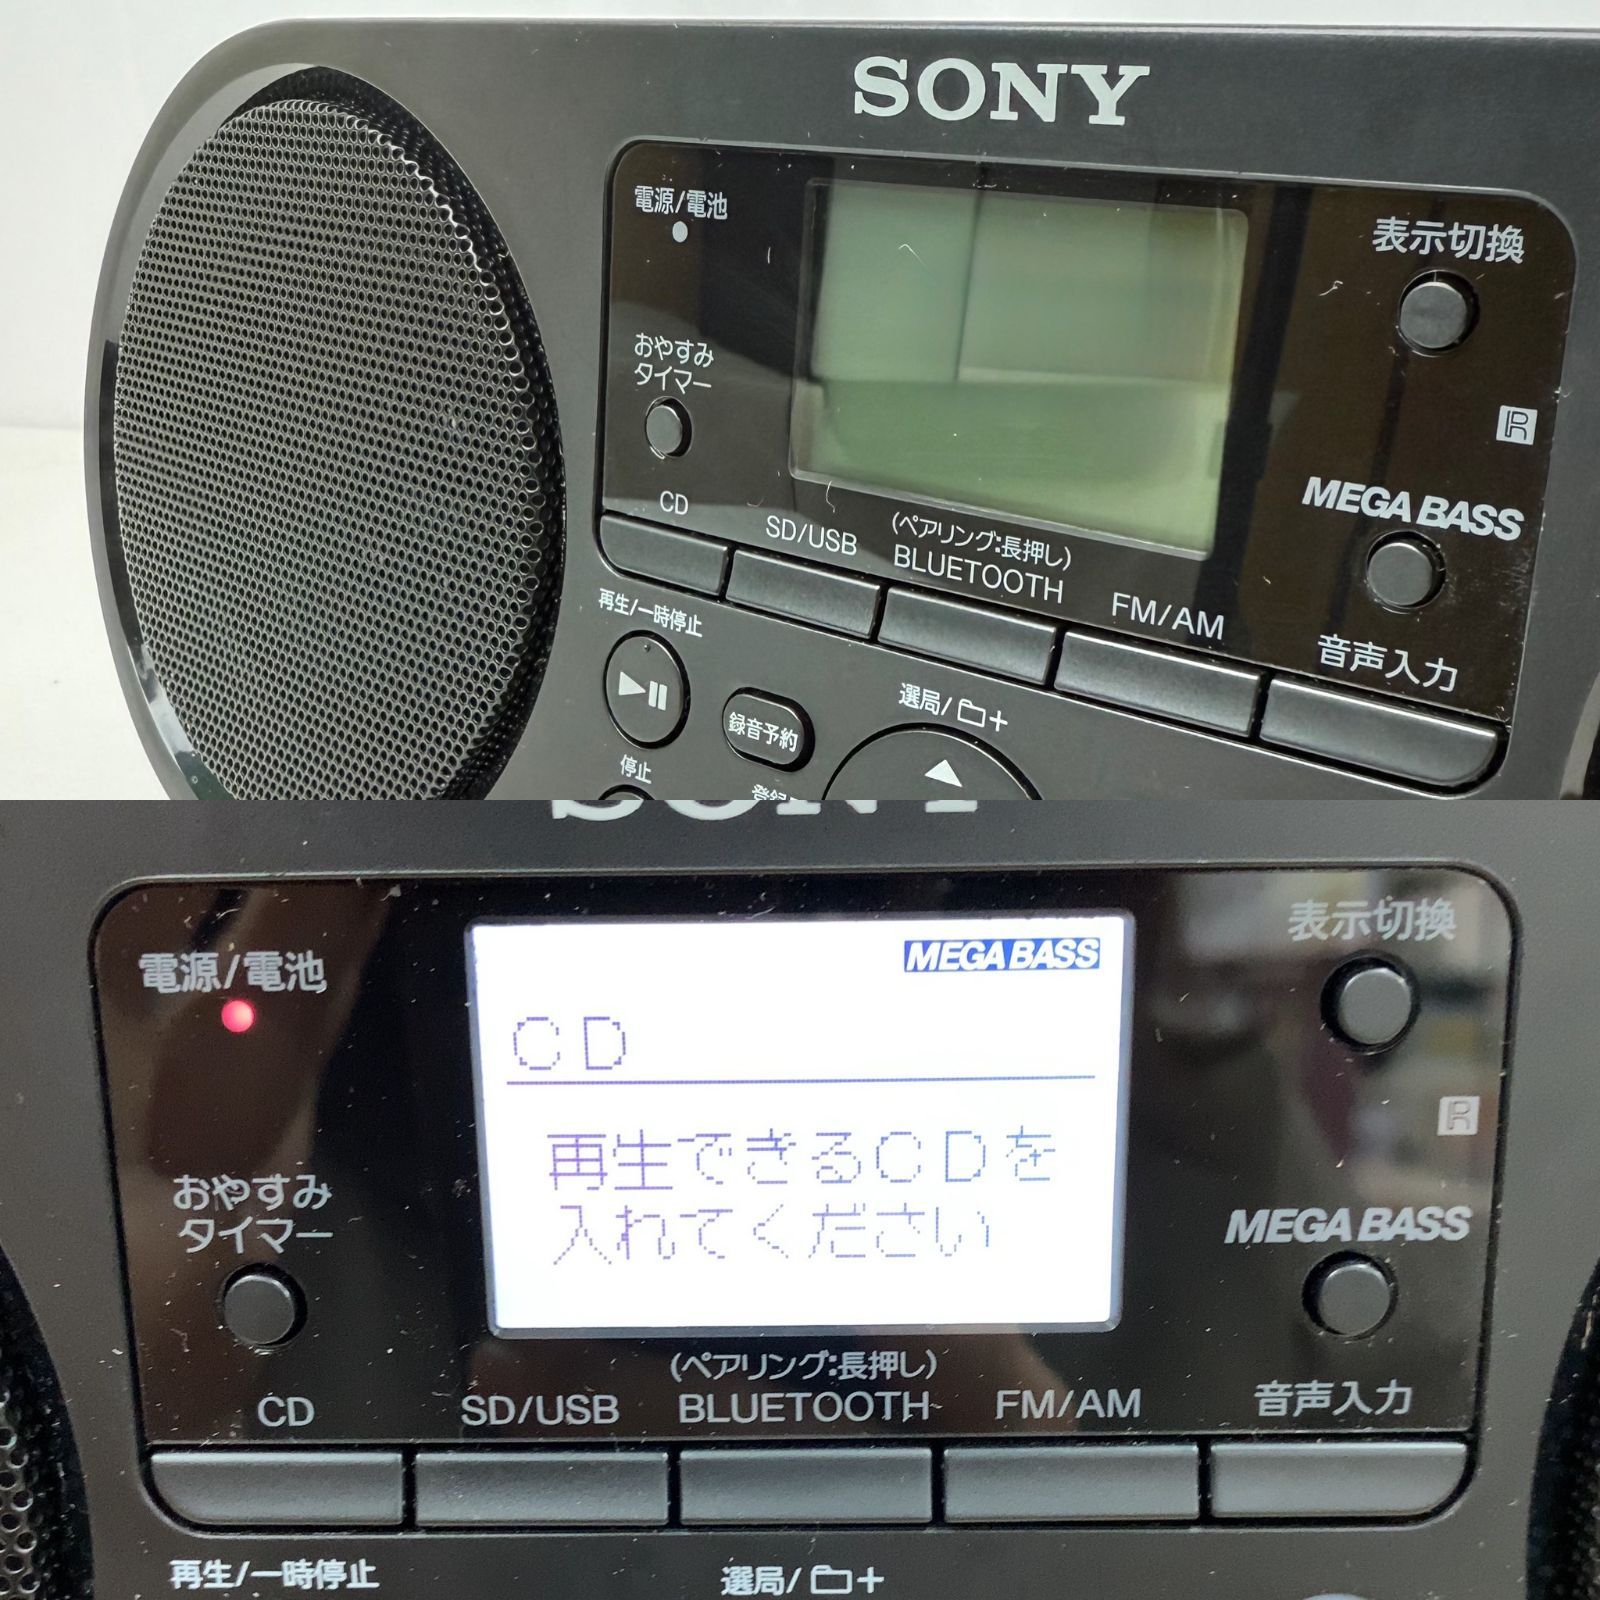 SONY
電源/電池
表示切換
おやすみ
タイマー
R
MEGA BASS
CD
SD/USB
(ペアリング:長押し)
BLUETOOTH
FM/AM
音声入力
再生/一時停止
録音予約
選局/
+
停止
SONY
電源/電池
MEGA BASS
表示切換
CD
再生できるCDを
入れてください
R
おやすみ
タイマー
MEGA BASS
(ペアリング:長押し)
CD
SD/USB
BLUETOOTH
FM/AM
音声入力
再生/一時停止
選局/
+